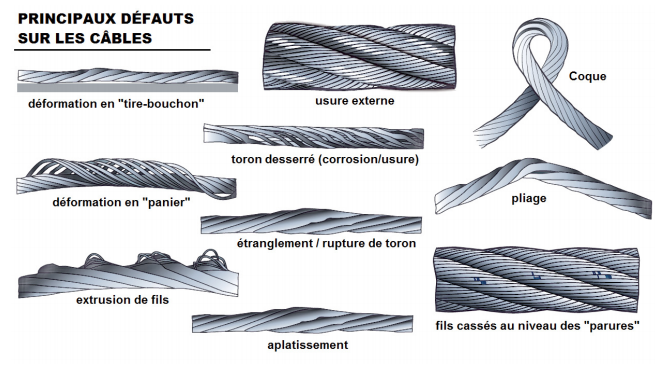 PRINCIPAUX DÉFAUTS
SUR LES CÂBLES
déformation en "tire-bouchon"
usure externe
Coque
toron desserré (corrosion/usure)
déformation en "panier"
pliage
étranglement / rupture de toron
extrusion de fils
fils cassés au niveau des "parures"
aplatissement